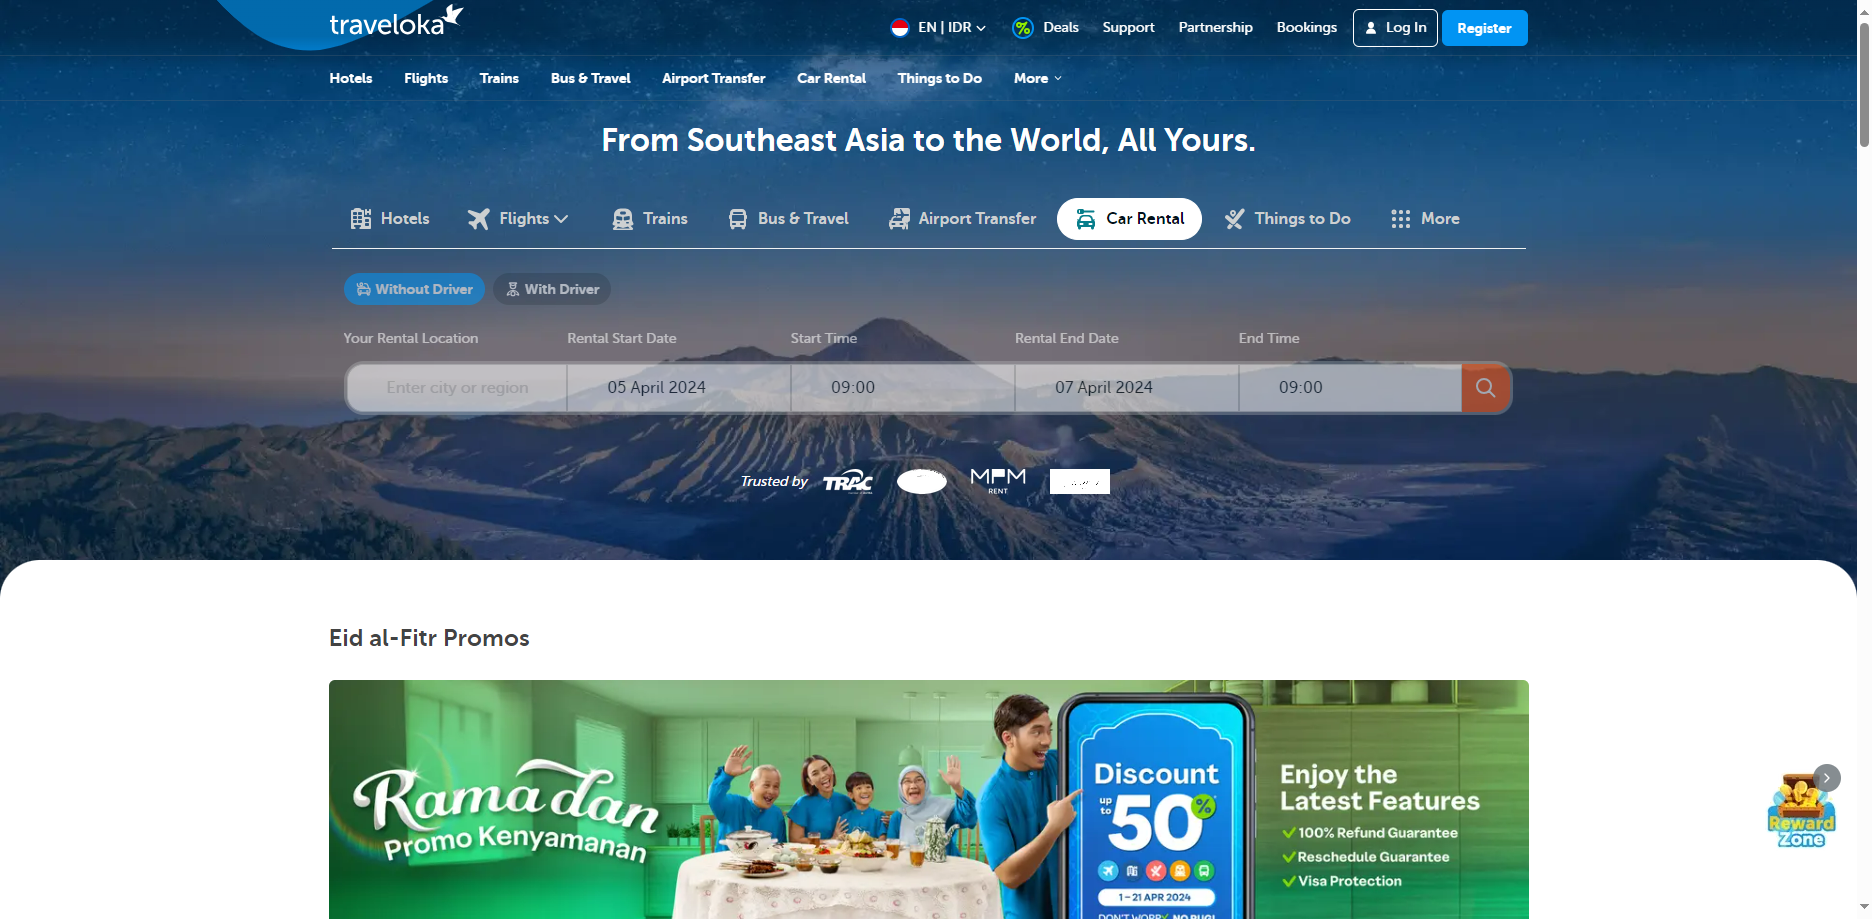 traveloka
EN | IDR
Deals
Support
Partnership
Bookings
Log In
Register
Hotels
Flights
Trains
Bus & Travel
Airport Transfer
Car Rental
Things to Do
More
From Southeast Asia to the World, All Yours.
Hotels
Flights
Trains
Bus & Travel
Airport Transfer
Car Rental
Things to Do
More
Without Driver
With Driver
Your Rental Location
Rental Start Date
Start Time
Rental End Date
End Time
Enter city or region
05 April 2024
09:00
07 April 2024
09:00
Trusted by
TRAC
MPM
RENT
Eid al-Fitr Promos
Ramadan
Promo Kenyamanan
Discount
up to 50%
1 - 21 APR 2024
DON'T WORRY, NO RUGI
Enjoy the
Latest Features
100% Refund Guarantee
Reschedule Guarantee
Visa Protection
Reward
Zone